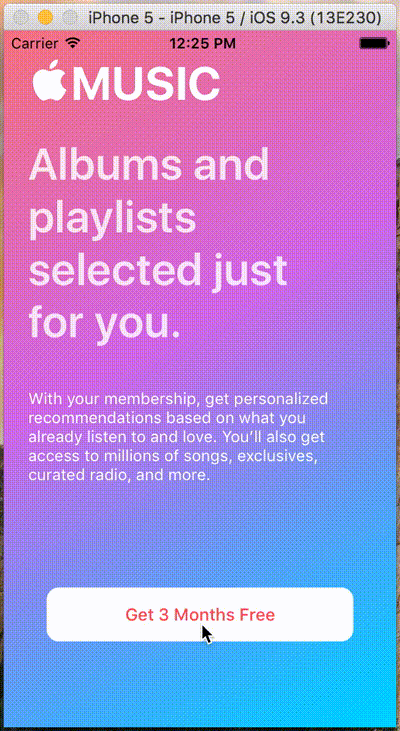 iPhone 5 - iPhone 5 / iOS 9.3 (13E230)
Carrier 12:25 PM
MUSIC
Albums and
playlists
selected just
for you.
With your membership, get personalized
recommendations based on what you
already listen to and love. You’ll also get
access to millions of songs, exclusives,
curated radio, and more.
Get 3 Months Free